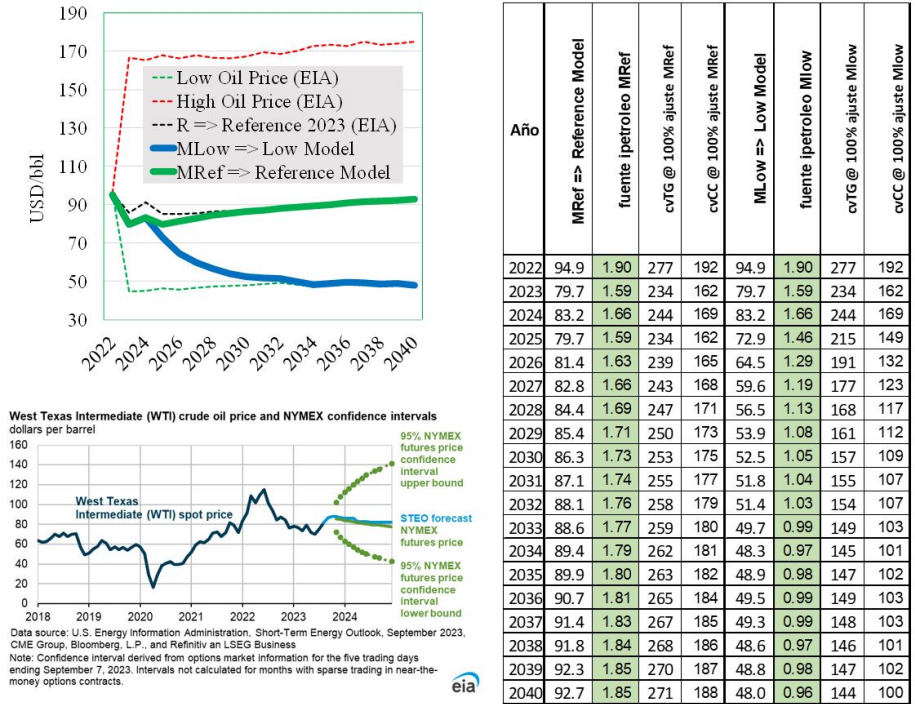 170
150
130
110
90
70
50
30
USD/bbl
Low Oil Price (EIA)
High Oil Price (EIA)
R => Reference 2023 (EIA)
MLow => Low Model
MRef => Reference Model
2022
2024
2026
2028
2030
2032
2034
2036
2038
2040
190
West Texas Intermediate (WTI) crude oil price and NYMEX confidence intervals
dollars per barrel
160
140
120
100
80
60
40
20
0
2018
2019
2020
2021
2022
2023
2024
West Texas
Intermediate (WTI) spot price
95% NYMEX
futures price
confidence
interval
upper bound
STEO forecast
NYMEX
futures price
95% NYMEX
futures price
confidence
interval
lower bound
Data source: U.S. Energy Information Administration, Short-Term Energy Outlook, September 2023,
CME Group, Bloomberg, L.P., and Refinitiv an LSEG Business
Note: Confidence interval derived from options market information for the five trading days
ending September 7, 2023. Intervals not calculated for months with sparse trading in near-the-
money options contracts.
eia
Año MRef => Reference Model fuente ipetroleo MRef cvTG @ 100% ajuste MRef cvCC @ 100% ajuste MRef MLow => Low Model fuente ipetroleo Mlow cvTG @ 100% ajuste Mlow cvCC @ 100% ajuste Mlow
2022 94.9 1.90 277 192 94.9 1.90 277 192
2023 79.7 1.59 234 162 79.7 1.59 234 162
2024 83.2 1.66 244 169 83.2 1.66 244 169
2025 79.7 1.59 234 162 72.9 1.46 215 149
2026 81.4 1.63 239 165 64.5 1.29 191 132
2027 82.8 1.66 243 168 59.6 1.19 177 123
2028 84.4 1.69 247 171 56.5 1.13 168 117
2029 85.4 1.71 250 173 53.9 1.08 161 112
2030 86.3 1.73 253 175 52.5 1.05 157 109
2031 87.1 1.74 255 177 51.8 1.04 155 107
2032 88.1 1.76 258 179 51.4 1.03 154 107
2033 88.6 1.77 259 180 49.7 0.99 149 103
2034 89.4 1.79 262 181 48.3 0.97 145 101
2035 89.9 1.80 263 182 48.9 0.98 147 102
2036 90.7 1.81 265 184 49.5 0.99 149 103
2037 91.4 1.83 267 185 49.3 0.99 148 103
2038 91.8 1.84 268 186 48.6 0.97 146 101
2039 92.3 1.85 270 187 48.8 0.98 147 102
2040 92.7 1.85 271 188 48.0 0.96 144 100